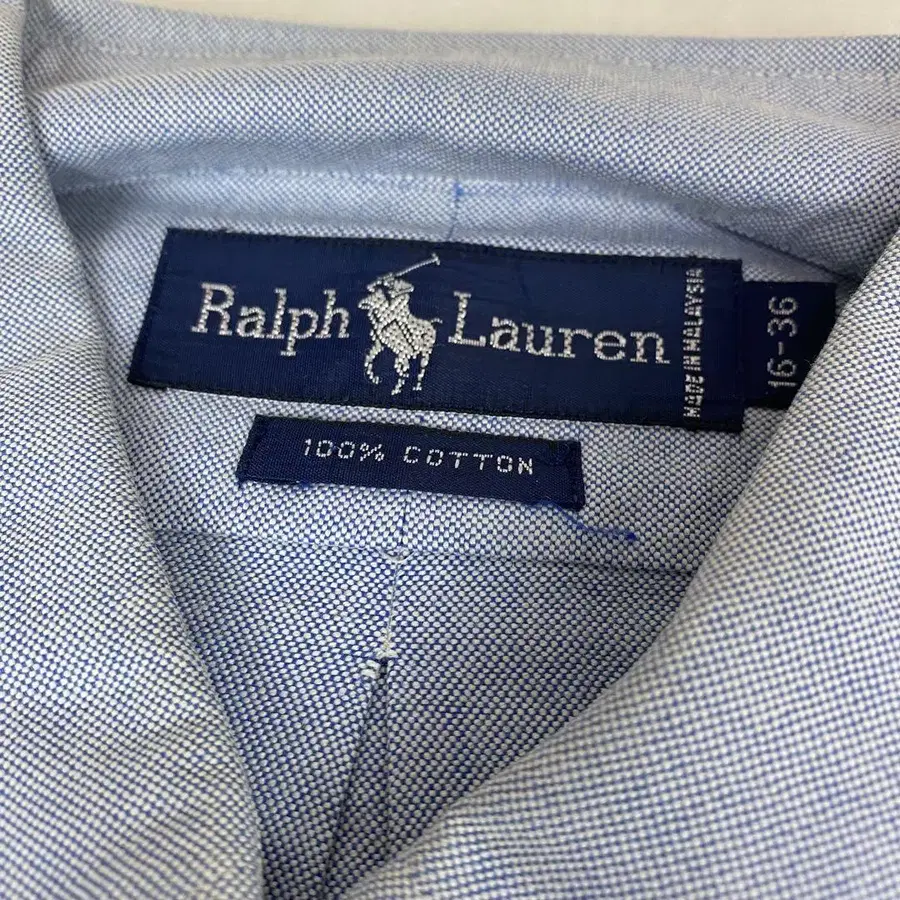 Ralph Lauren
MADE IN MALAYSIA
16-36
100% COTTON